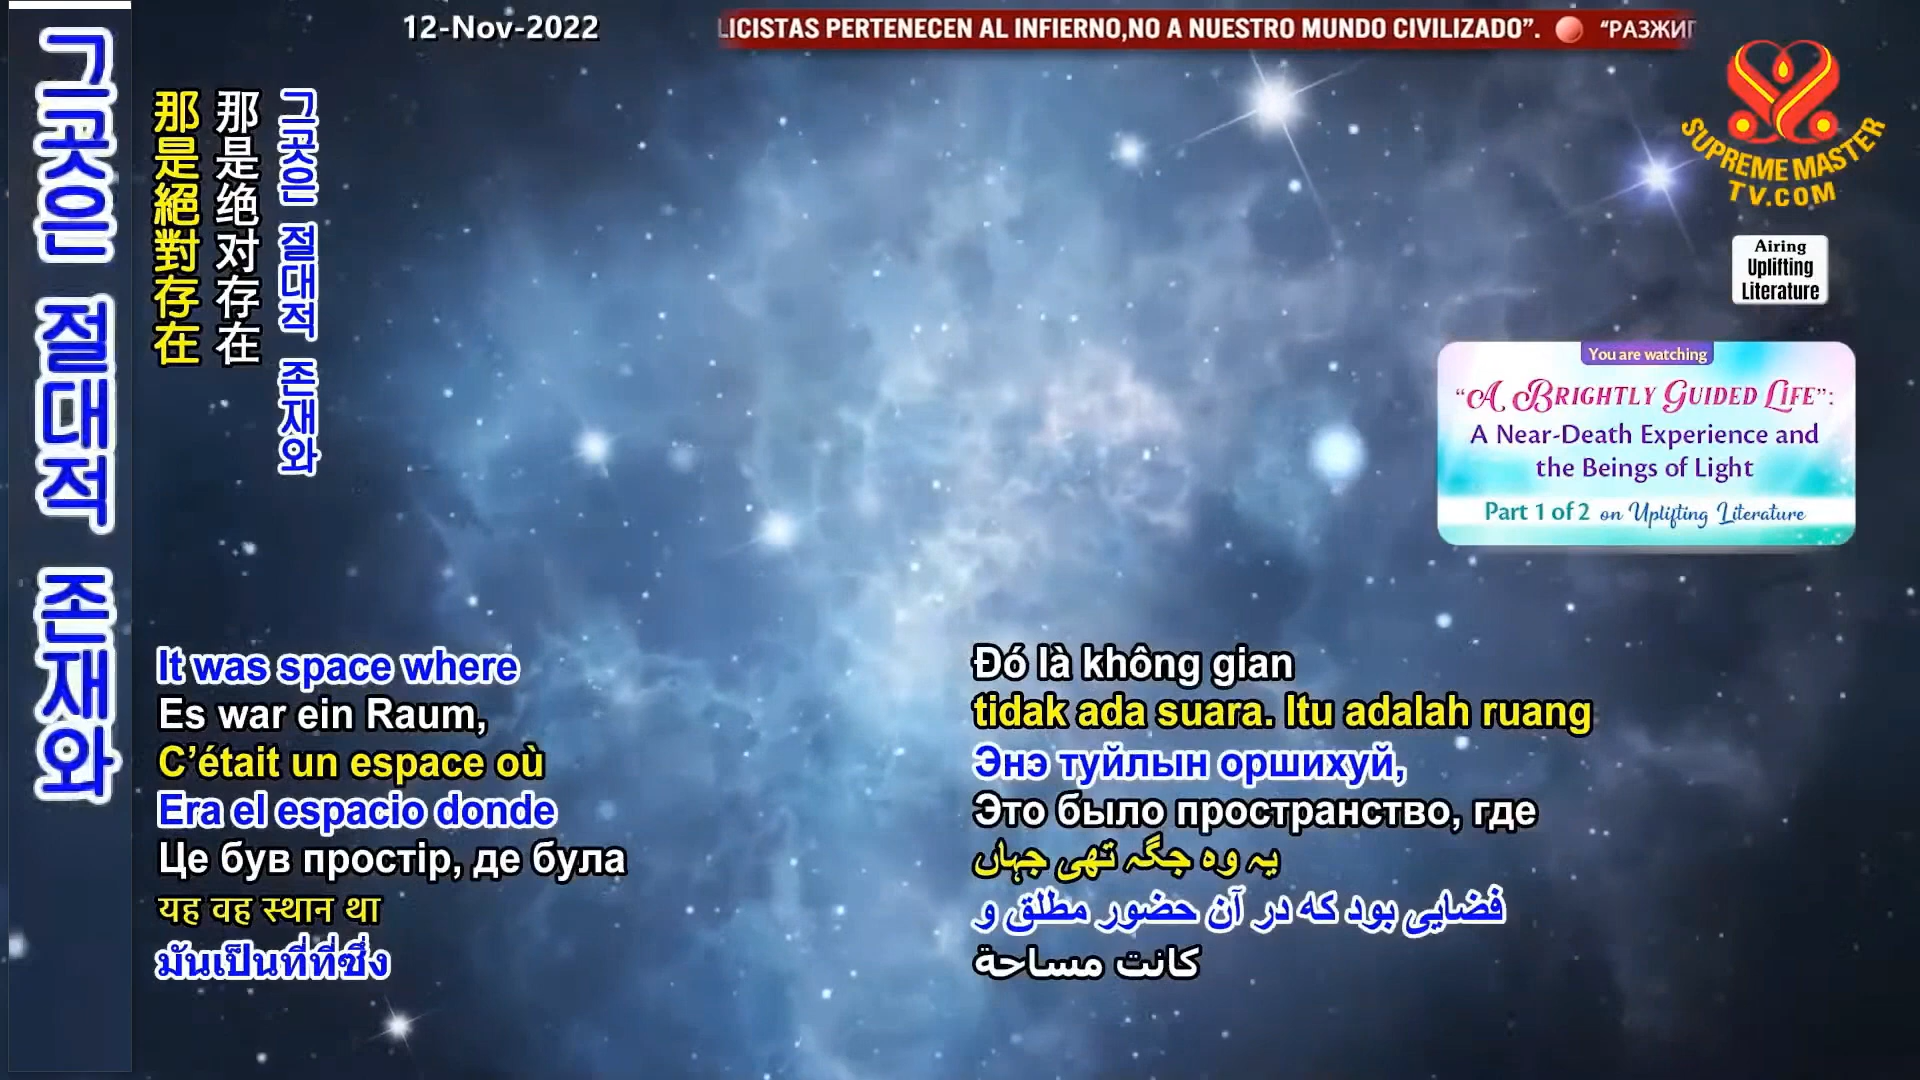 12-Nov-2022
PERTENECEN AL INFIERNO,NO A NUESTRO MUNDO CIVILIZADO”.
SUPREME MASTER
TV.COM
Airing
Uplifting
Literature
You are watching
“A Brightly Guided Life”:
A Near-Death Experience and
the Beings of Light
Part 1 of 2 on Uplifting Literature
그곳은 절대적 존재와
那是絕對存在
那是绝对存在
그곳은 절대적 존재와
It was space where
Es war ein Raum,
C’était un espace où
Era el espacio donde
Це був простір, де була
यह वह स्थान था
มันเป็นที่ที่ซึ่ง
Đó là không gian
tidak ada suara. Itu adalah ruang
Энэ туйлын оршихуй,
Это было пространство, где
یہ وہ جگہ تھی جہاں
فضایی بود که در آن حضور مطلق و
كانت مساحة